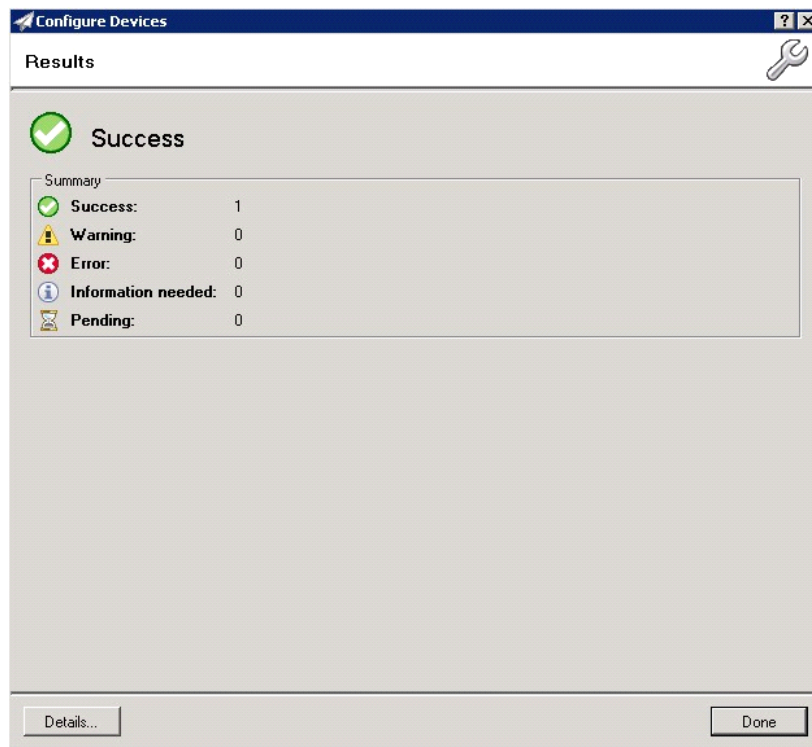 Configure Devices
Results
Success
Summary
Success: 1
Warning: 0
Error: 0
Information needed: 0
Pending: 0
Details... Done